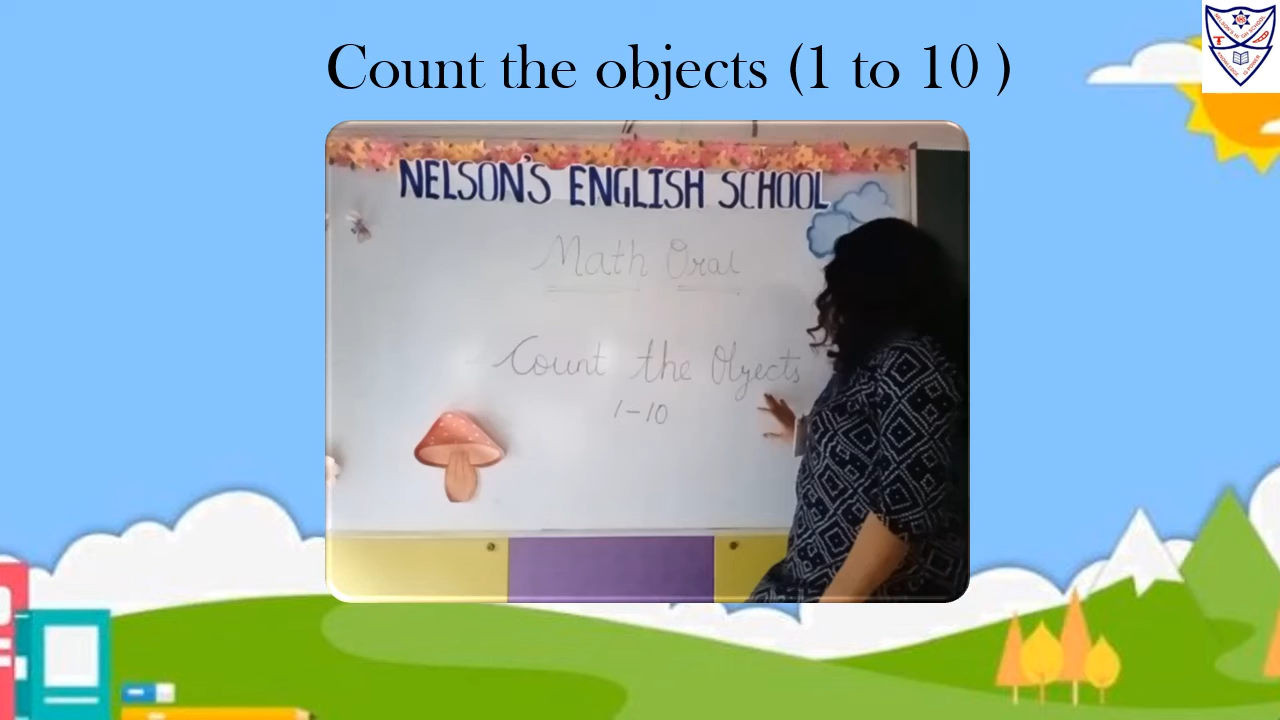 Count the objects (1 to 10 )
NELSON'S ENGLISH SCHOOL
Math Oral
Count the Objects
1-10